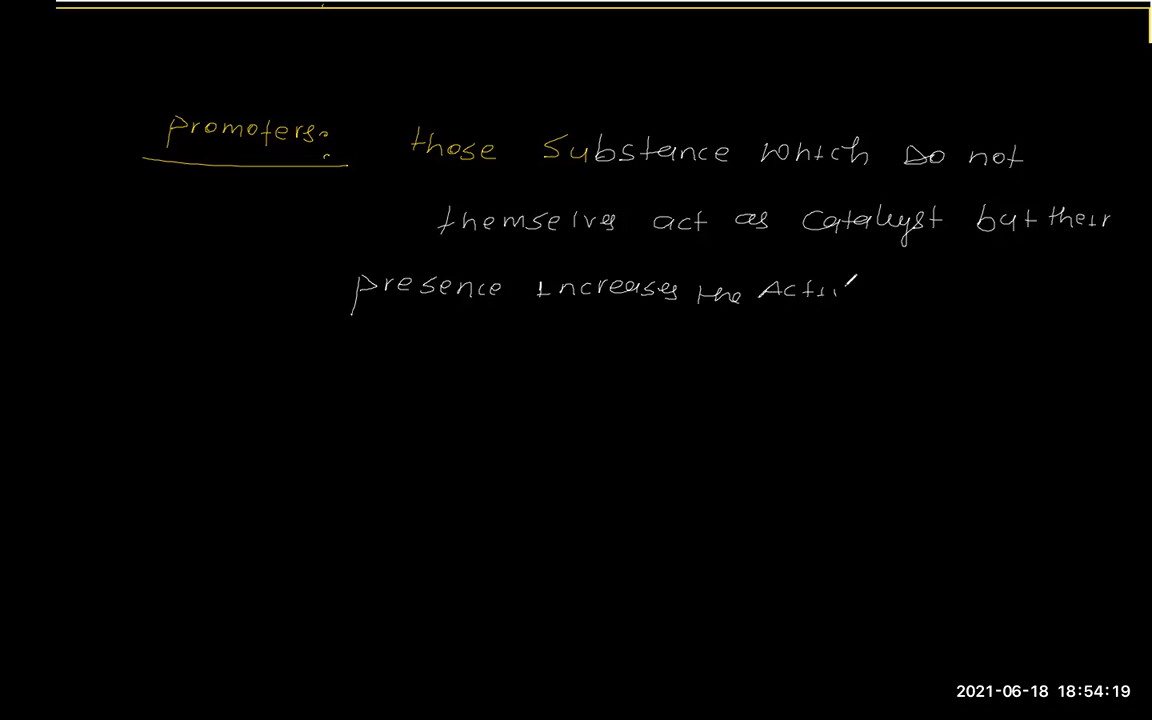 Promoters: those Substance which Do not
themselves act as Catalyst but their
presence Increases the
2021-06-18 18:54:19